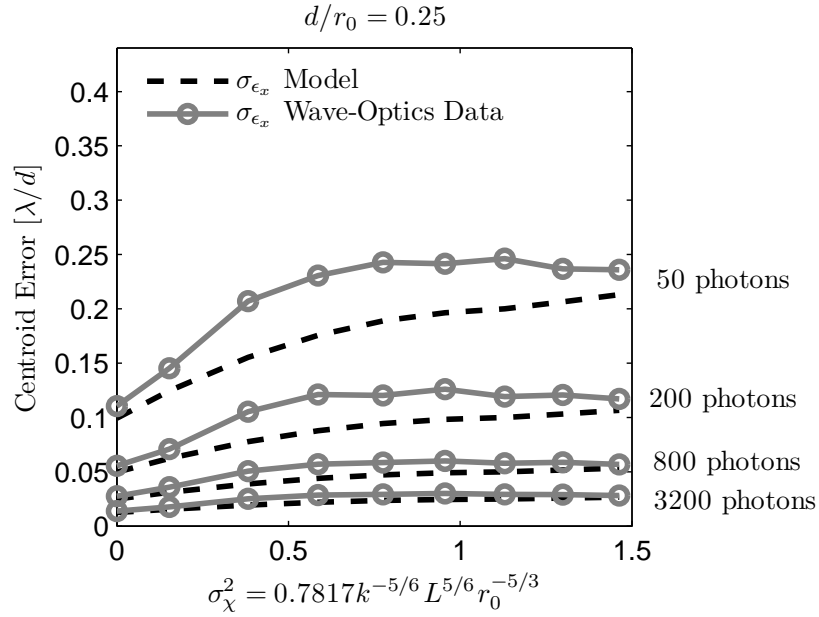 d/r₀ = 0.25
σ_{ϵ_x} Model
σ_{ϵ_x} Wave-Optics Data
Centroid Error [λ/d]
0.4
0.35
0.3
0.25
0.2
0.15
0.1
0.05
0
50 photons
200 photons
800 photons
3200 photons
0 0.5 1 1.5
σ_χ^2 = 0.7817k^{-5/6}L^{5/6}r_0^{-5/3}